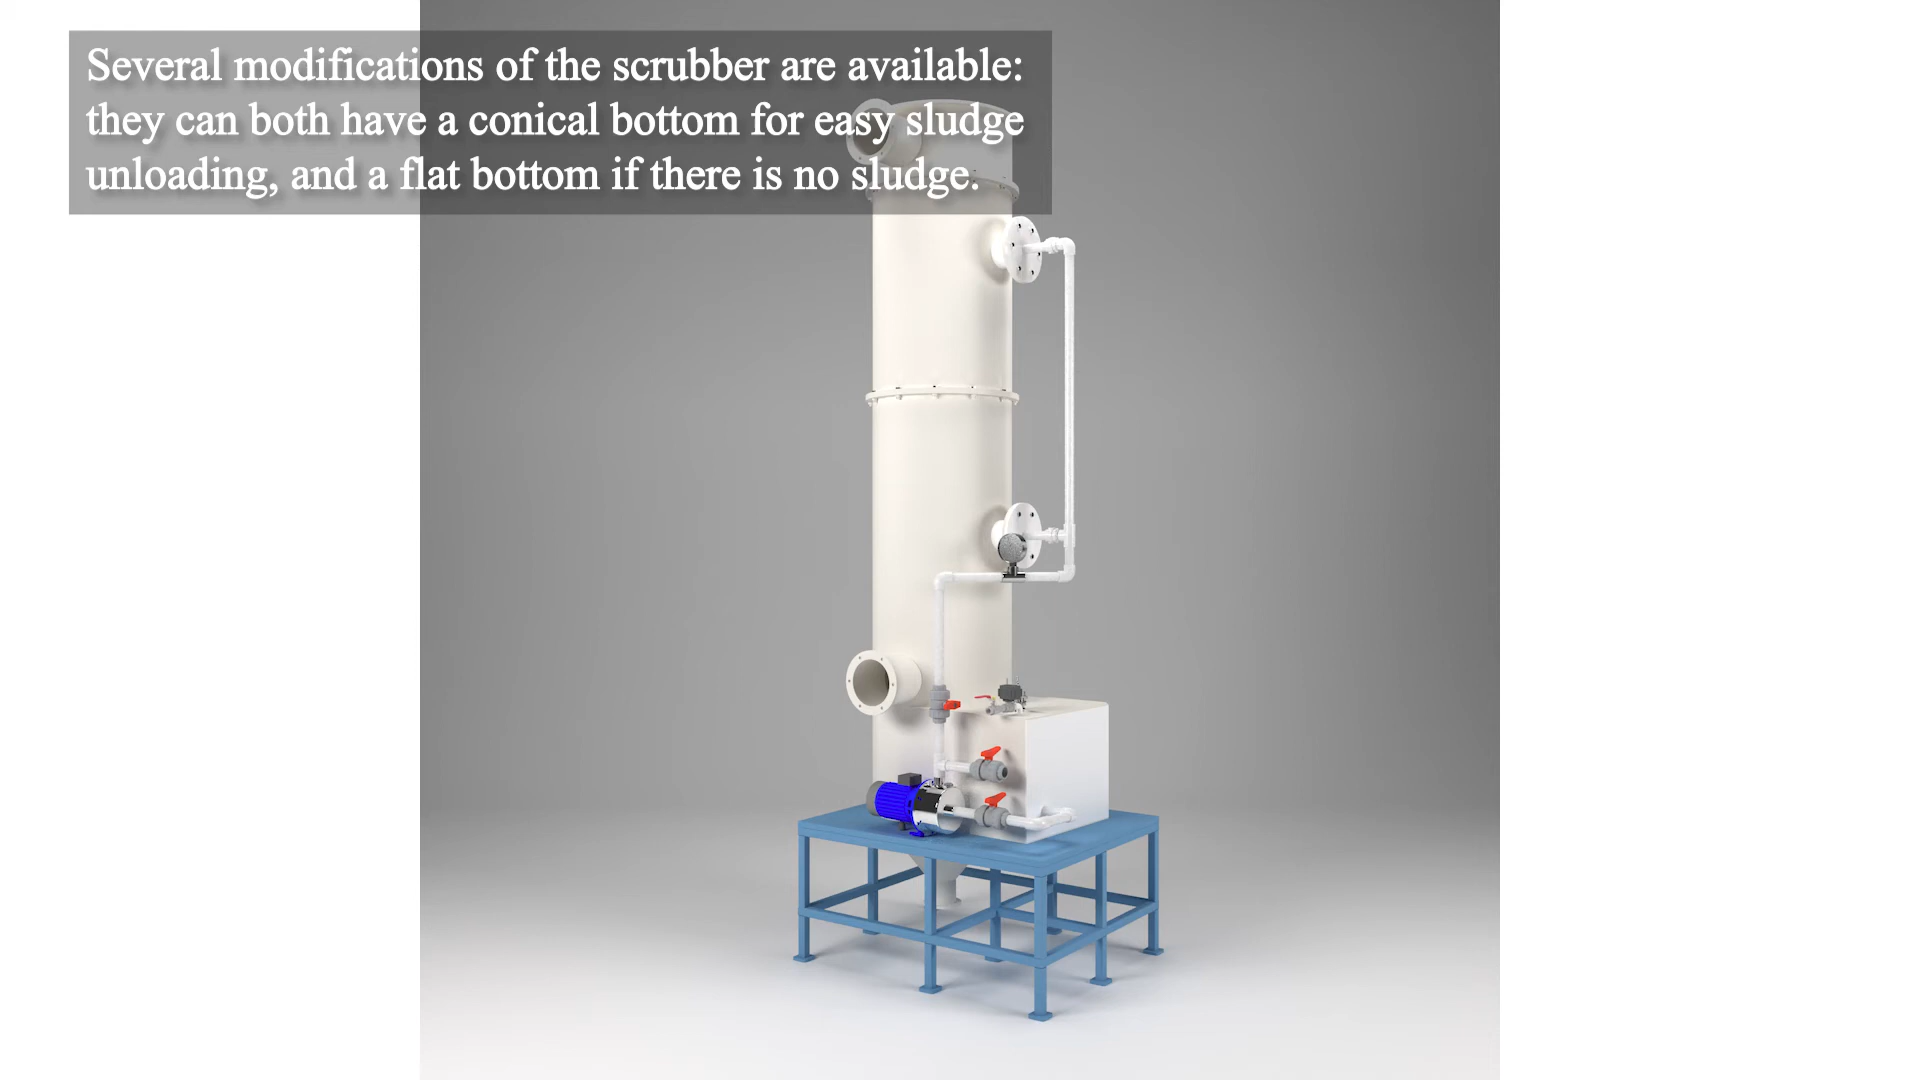 Several modifications of the scrubber are available:
they can both have a conical bottom for easy sludge
unloading, and a flat bottom if there is no sludge.